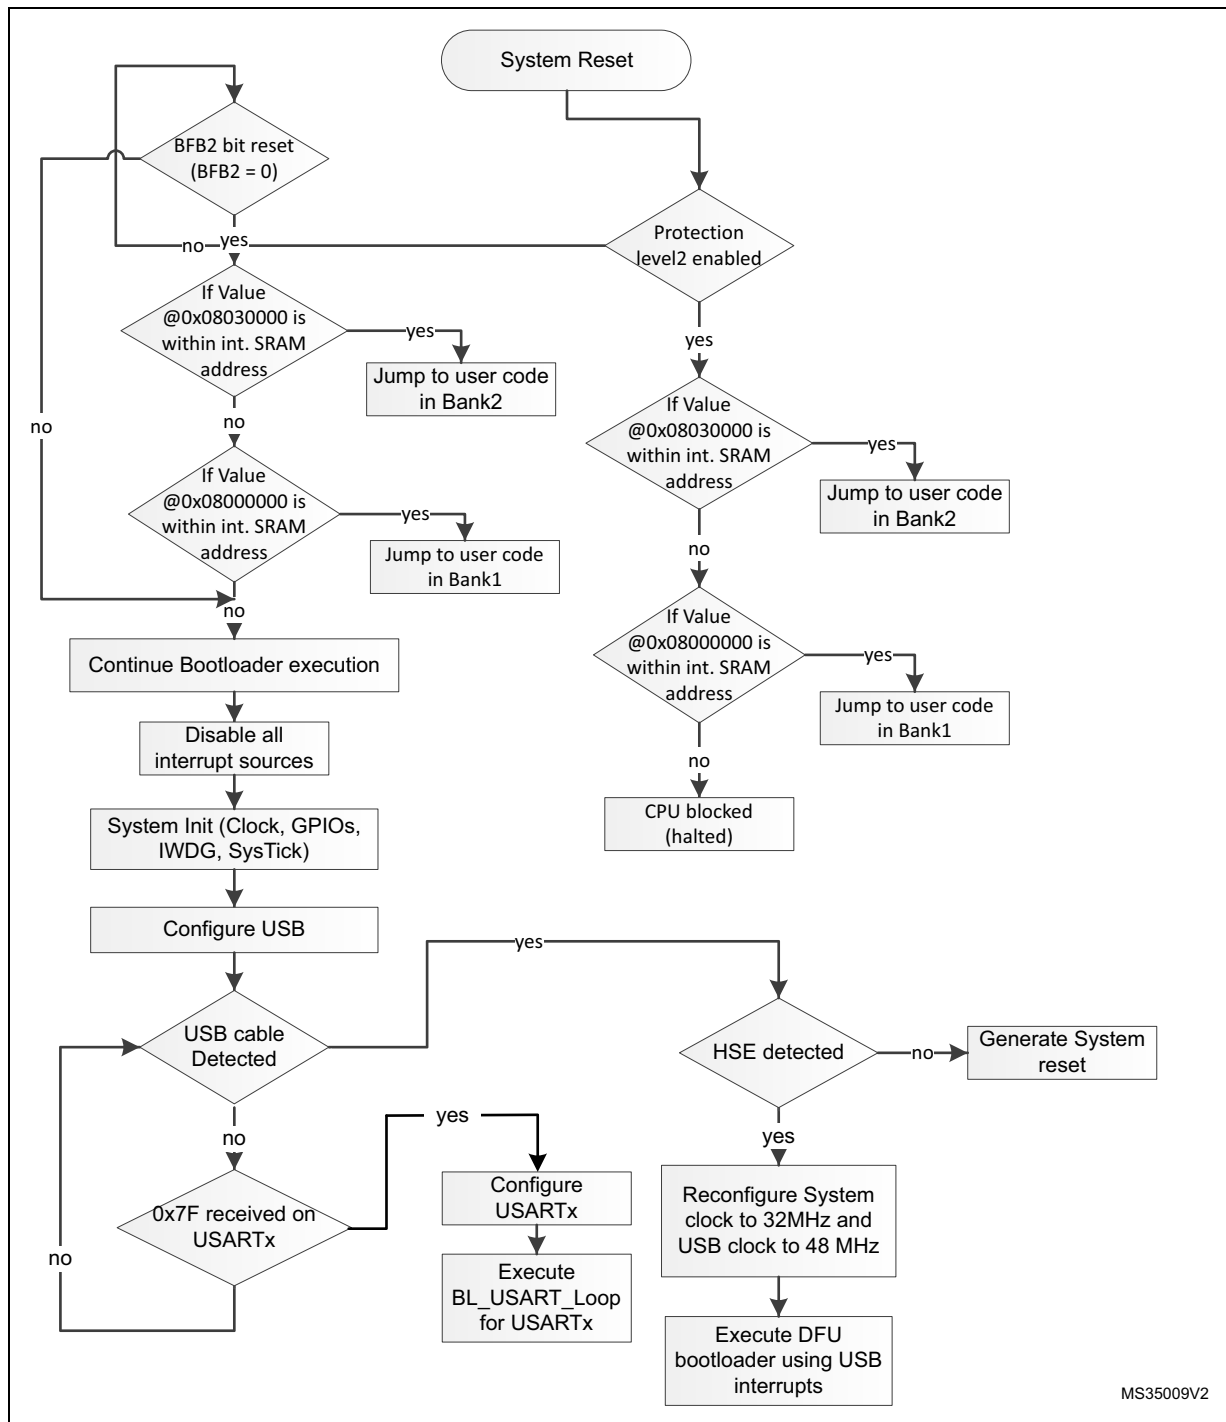 System Reset
BFB2 bit reset
(BFB2 = 0)
no
yes
Protection
level2 enabled
If Value
@0x08030000 is
within int. SRAM
address
yes
Jump to user code
in Bank2
no
no
If Value
@0x08000000 is
within int. SRAM
address
yes
Jump to user code
in Bank1
no
yes
If Value
@0x08030000 is
within int. SRAM
address
yes
Jump to user code
in Bank2
no
If Value
@0x08000000 is
within int. SRAM
address
yes
Jump to user code
in Bank1
no
CPU blocked
(halted)
Continue Bootloader execution
Disable all
interrupt sources
System Init (Clock, GPIOs,
IWDG, SysTick)
Configure USB
yes
USB cable
Detected
HSE detected
no
Generate System
reset
no
yes
yes
0x7F received on
USARTx
no
Configure
USARTx
Execute
BL_USART_Loop
for USARTx
Reconfigure System
clock to 32MHz and
USB clock to 48 MHz
Execute DFU
bootloader using USB
interrupts
MS35009V2